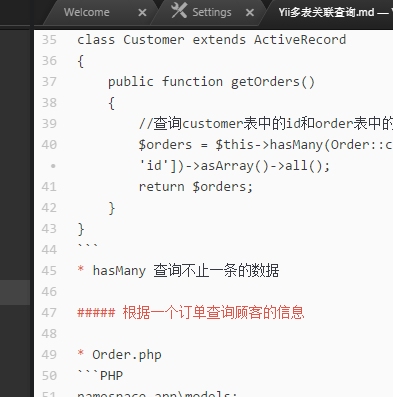 Welcome
Settings
Yii多表关联查询.md —
35 class Customer extends ActiveRecord
36 {
37 public function getOrders()
38 {
39 //查询customer表中的id和order表中的
40 $orders = $this->hasMany(Order::c
• 'id'])->asArray()->all();
41 return $orders;
42 }
43 }
44 ```
45 * hasMany 查询不止一条的数据
46
47 ##### 根据一个订单查询顾客的信息
48
49 * Order.php
50 ```PHP
51 namespace app\models;